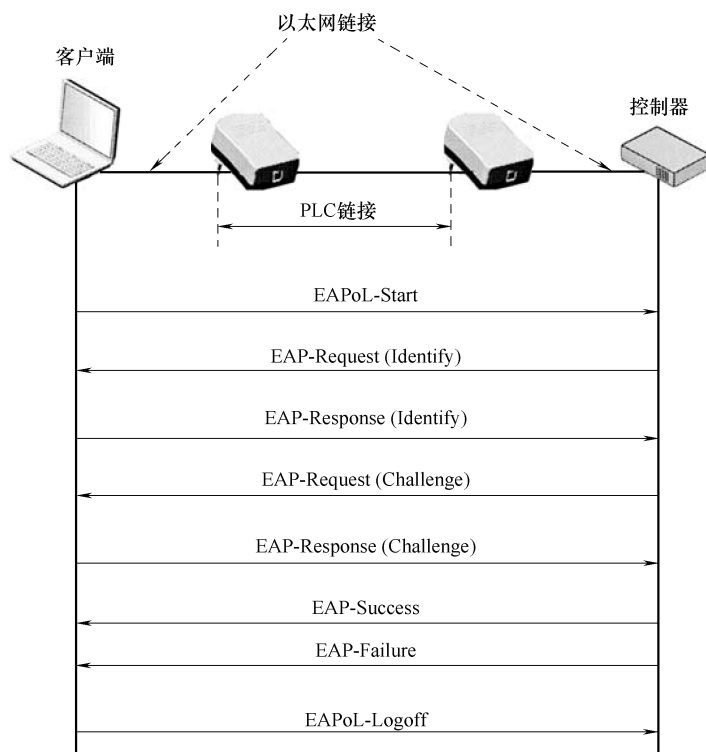 以太网链接
客户端
控制器
PLC链接
EAPoL-Start
EAP-Request (Identify)
EAP-Response (Identify)
EAP-Request (Challenge)
EAP-Response (Challenge)
EAP-Success
EAP-Failure
EAPoL-Logoff